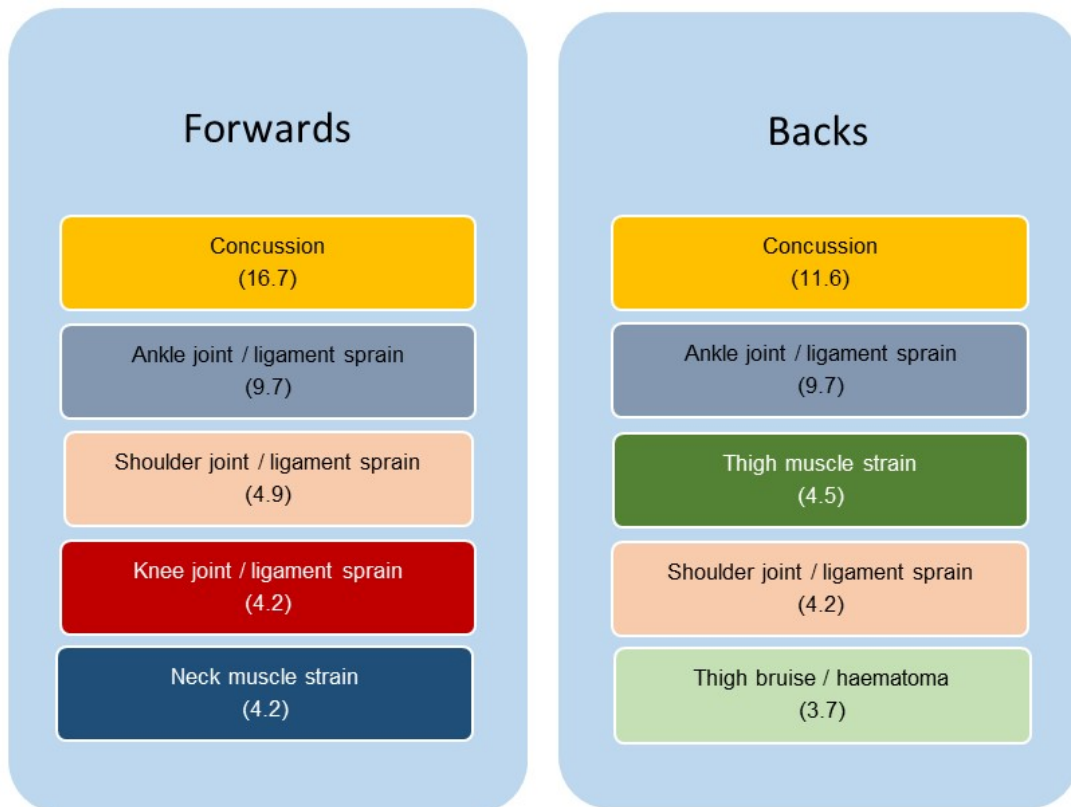 Forwards
Concussion
(16.7)
Ankle joint / ligament sprain
(9.7)
Shoulder joint / ligament sprain
(4.9)
Knee joint / ligament sprain
(4.2)
Neck muscle strain
(4.2)
Backs
Concussion
(11.6)
Ankle joint / ligament sprain
(9.7)
Thigh muscle strain
(4.5)
Shoulder joint / ligament sprain
(4.2)
Thigh bruise / haematoma
(3.7)